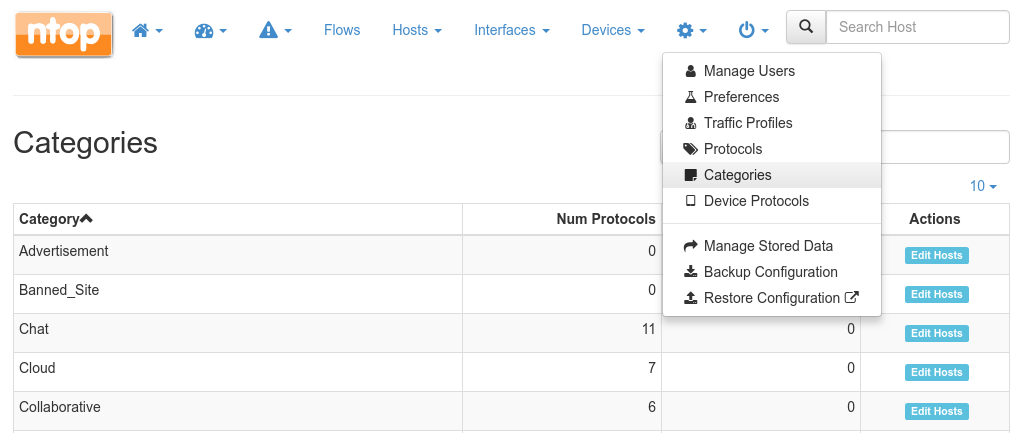 ntop
Flows Hosts Interfaces Devices Search Host
Manage Users
Preferences
Traffic Profiles
Protocols
Categories
Device Protocols
Manage Stored Data
Backup Configuration
Restore Configuration
Categories
10
Category Num Protocols Actions
Advertisement 0 Edit Hosts
Banned_Site 0 Edit Hosts
Chat 11 0 Edit Hosts
Cloud 7 0 Edit Hosts
Collaborative 6 0 Edit Hosts